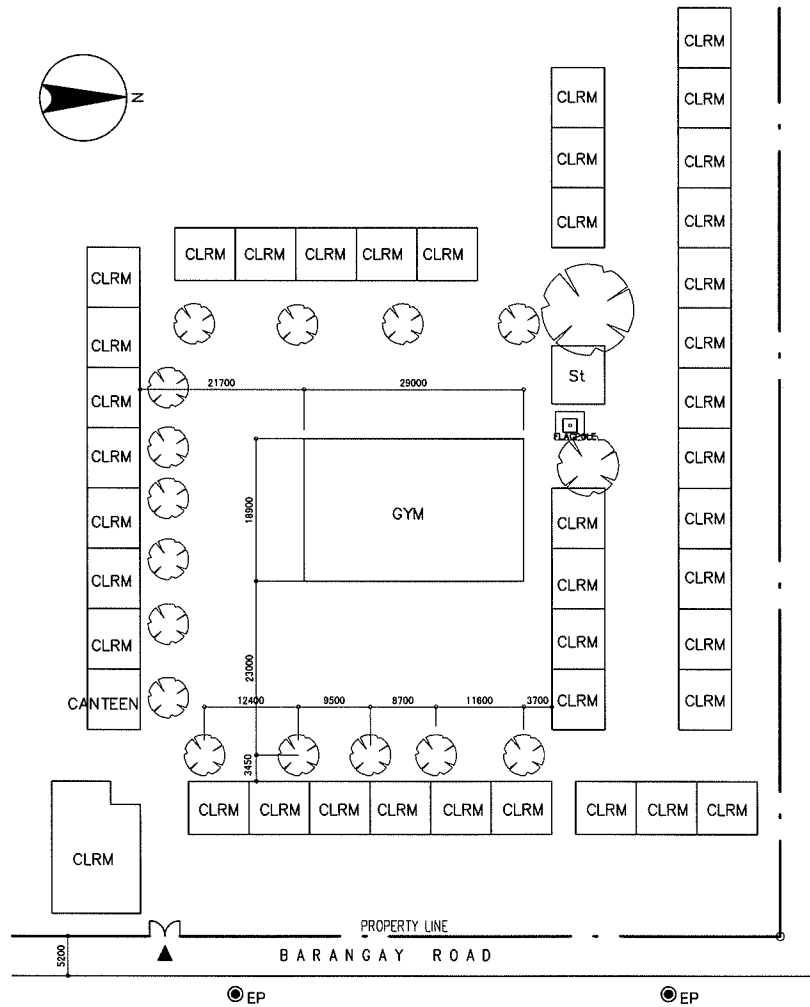 CLRM
N CLRM CLRM
CLRM CLRM
CLRM CLRM
CLRM CLRM CLRM CLRM CLRM
CLRM CLRM
CLRM CLRM
St
21700 29000
CLRM CLRM
FLAGPOLE
CLRM CLRM
18900 GYM
CLRM CLRM CLRM
CLRM CLRM CLRM
CLRM CLRM CLRM
23000
12400 9500 8700 11600 3700
CANTEEN CLRM CLRM
3450
CLRM CLRM CLRM CLRM CLRM CLRM CLRM CLRM CLRM
CLRM
PROPERTY LINE
5200 BARANGAY ROAD
EP EP